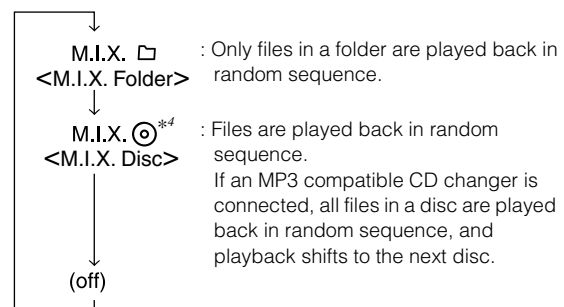 M.I.X. : Only files in a folder are played back in
<M.I.X. Folder> random sequence.
M.I.X. *4 : Files are played back in random
<M.I.X. Disc> sequence.
If an MP3 compatible CD changer is
connected, all files in a disc are played
back in random sequence, and
playback shifts to the next disc.
(off)